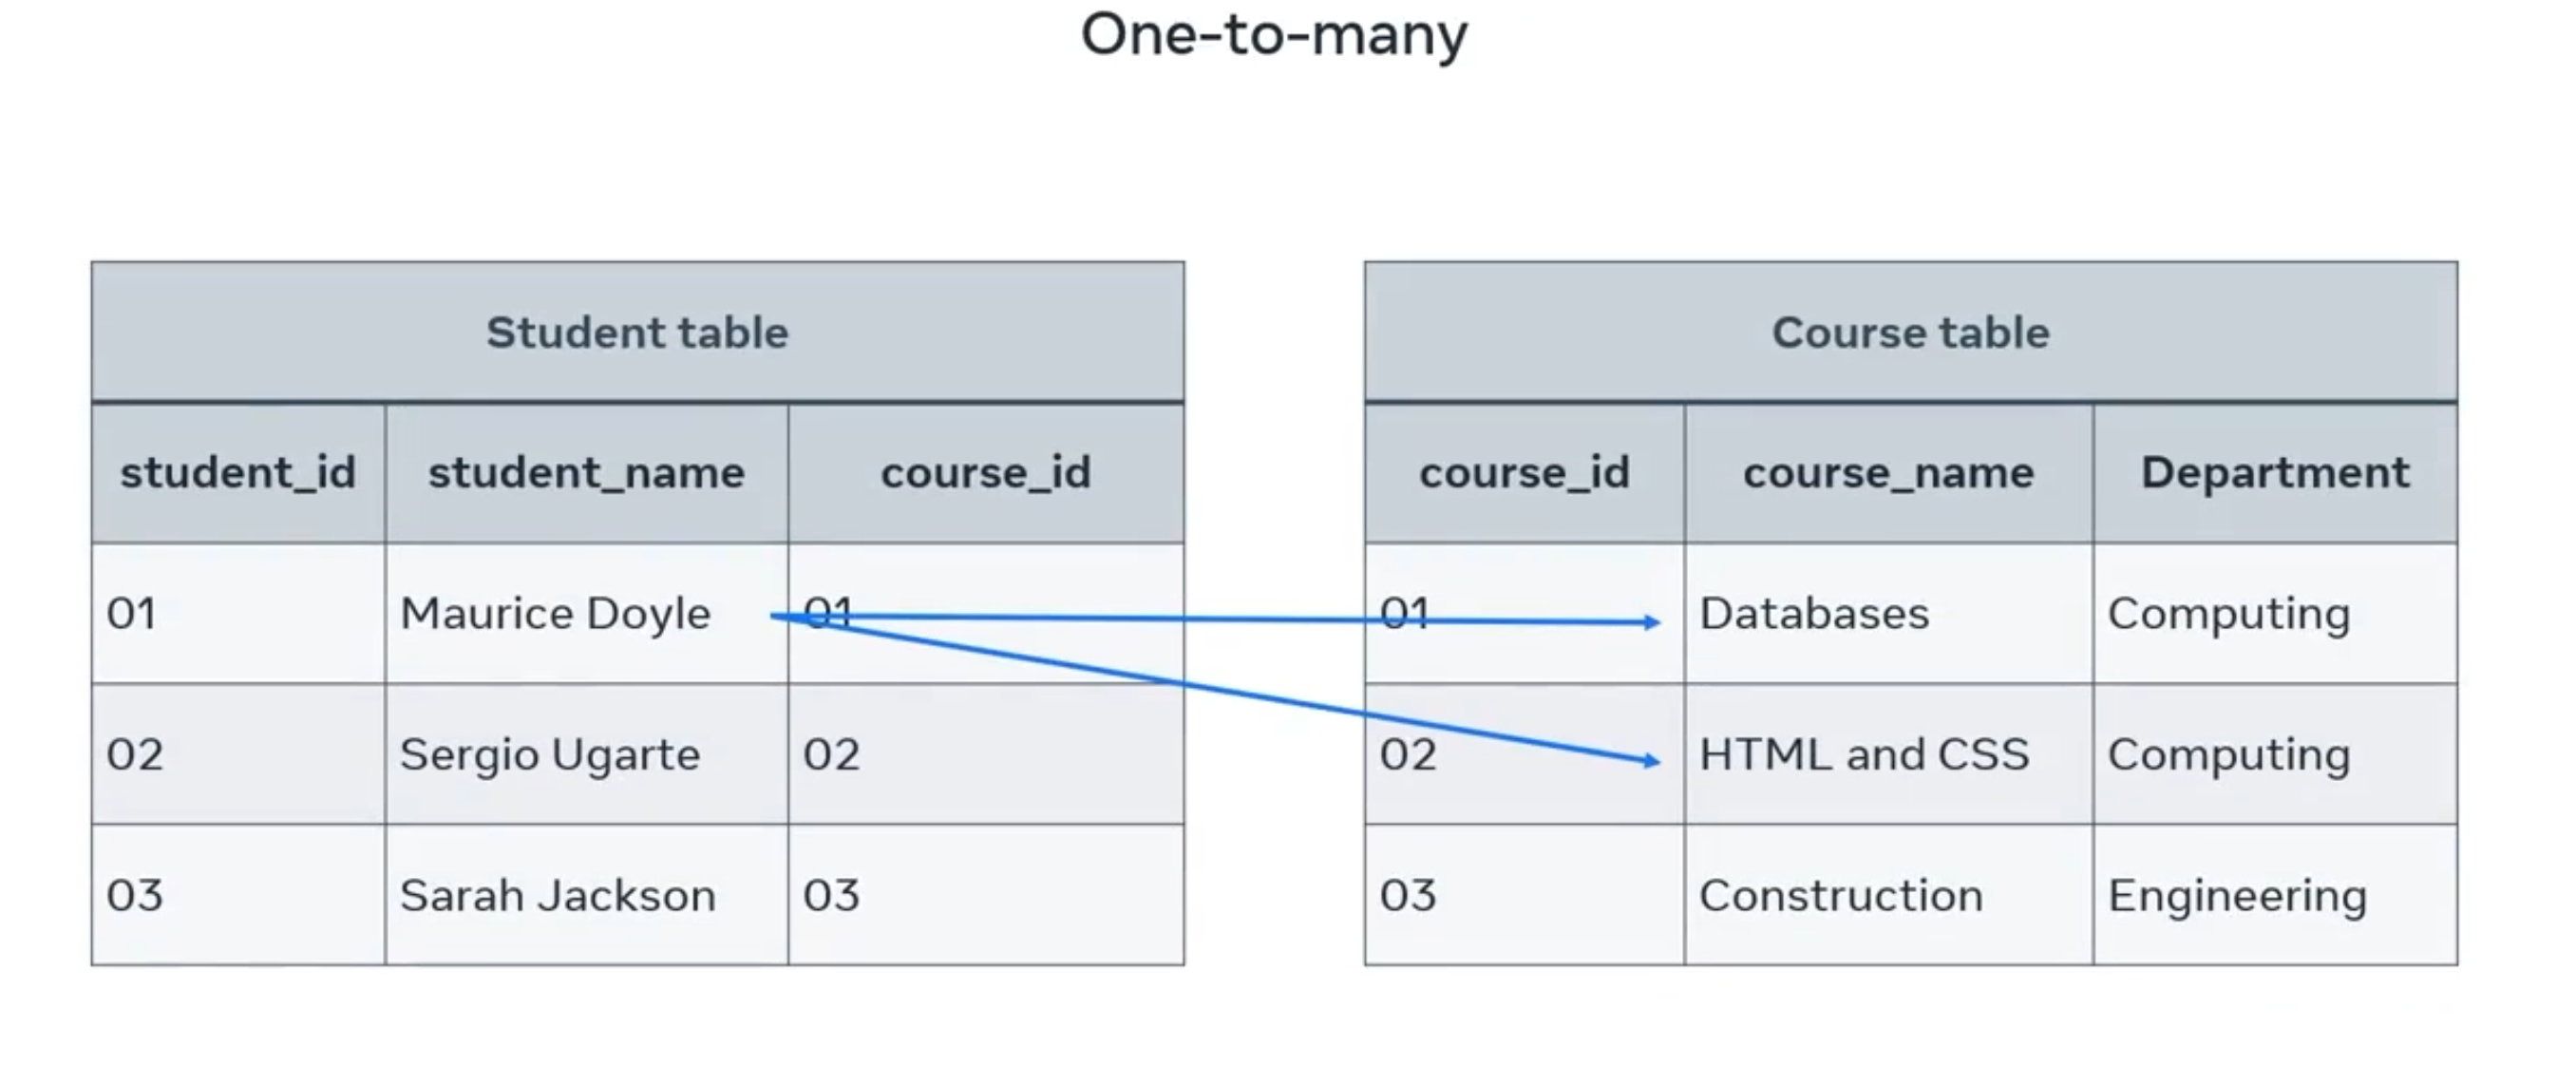 One-to-many
Student table
student_id student_name course_id
01 Maurice Doyle 01
02 Sergio Ugarte 02
03 Sarah Jackson 03
Course table
course_id course_name Department
01 Databases Computing
02 HTML and CSS Computing
03 Construction Engineering